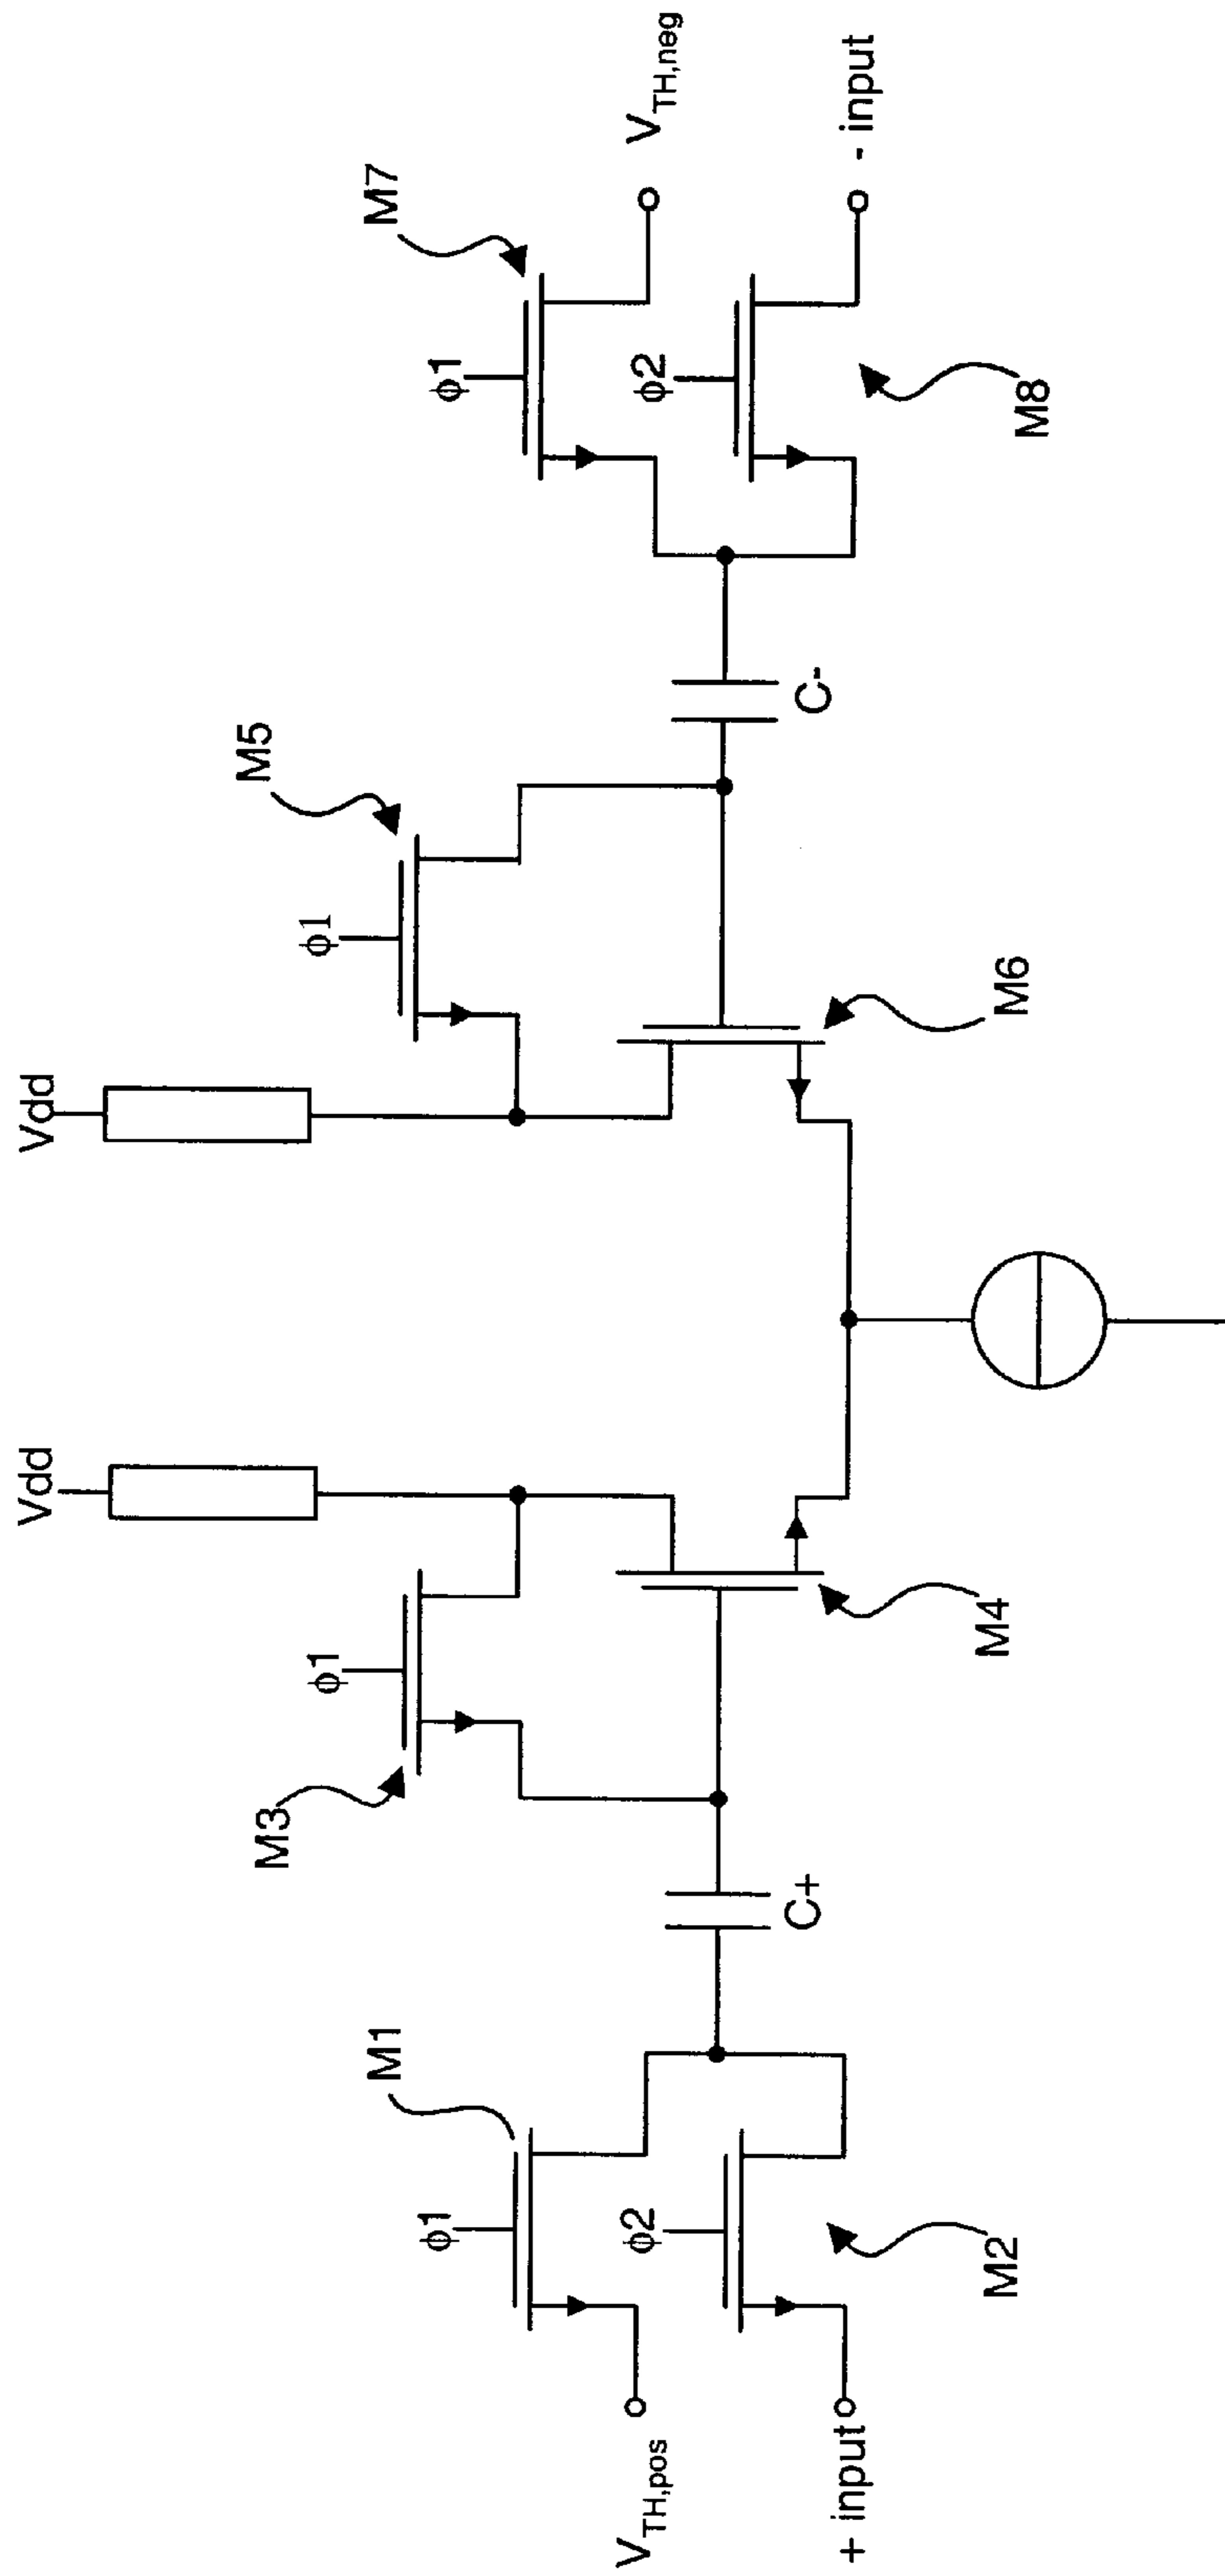 Vdd
Vdd
M3
ϕ1
ϕ1
M5
M1
ϕ1
ϕ1
M7
V_TH,pos
V_TH,neg
ϕ2
ϕ2
+ input
- input
C+
C-
M2
M4
M6
M8